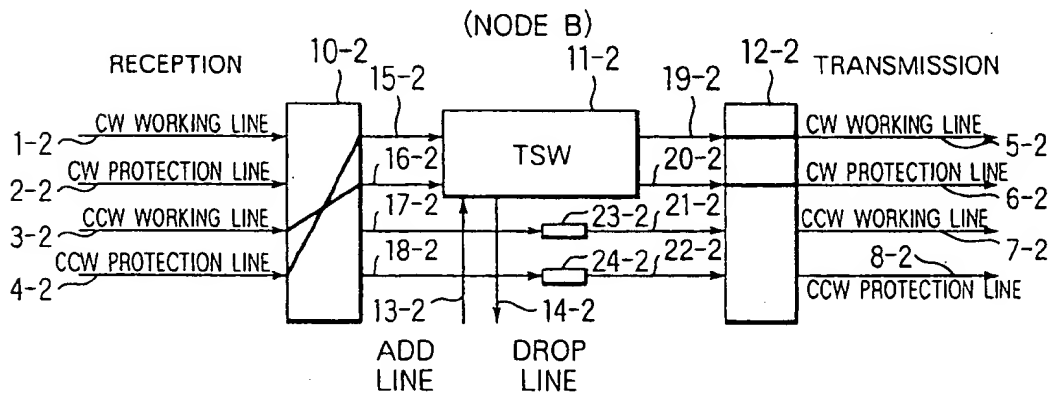 (NODE B)
RECEPTION
10-2
15-2
11-2
19-2
12-2
TRANSMISSION
CW WORKING LINE
1-2
TSW
CW WORKING LINE
5-2
CW PROTECTION LINE
2-2
16-2
20-2
CW PROTECTION LINE
6-2
CCW WORKING LINE
3-2
17-2
23-2
21-2
CCW WORKING LINE
7-2
CCW PROTECTION LINE
4-2
18-2
24-2
22-2
8-2
CCW PROTECTION LINE
13-2
14-2
ADD
LINE
DROP
LINE